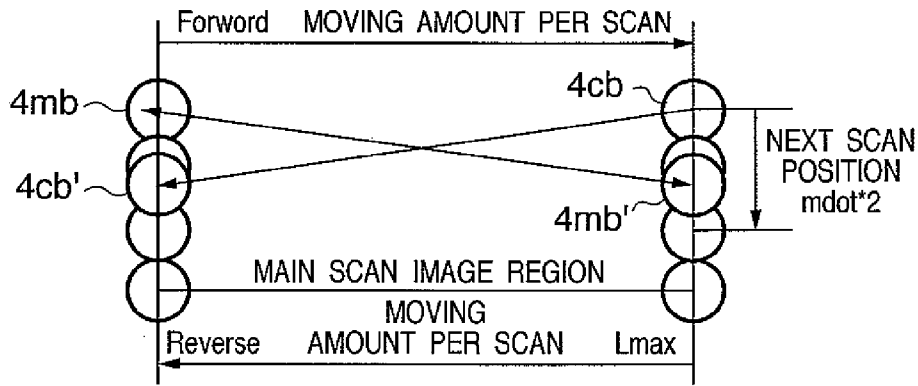 Forword MOVING AMOUNT PER SCAN
4mb
4cb
NEXT SCAN
POSITION
mdot*2
4cb'
4mb'
MAIN SCAN IMAGE REGION
MOVING
Reverse AMOUNT PER SCAN Lmax